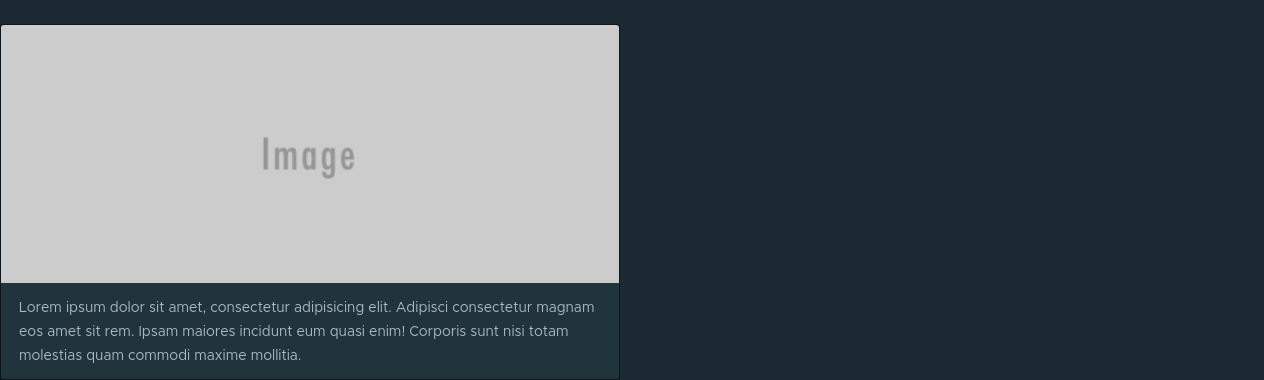 Image
Lorem ipsum dolor sit amet, consectetur adipisicing elit. Adipisci consectetur magnam
eos amet sit rem. Ipsam maiores incidunt eum quasi enim! Corporis sunt nisi totam
molestias quam commodi maxime mollitia.